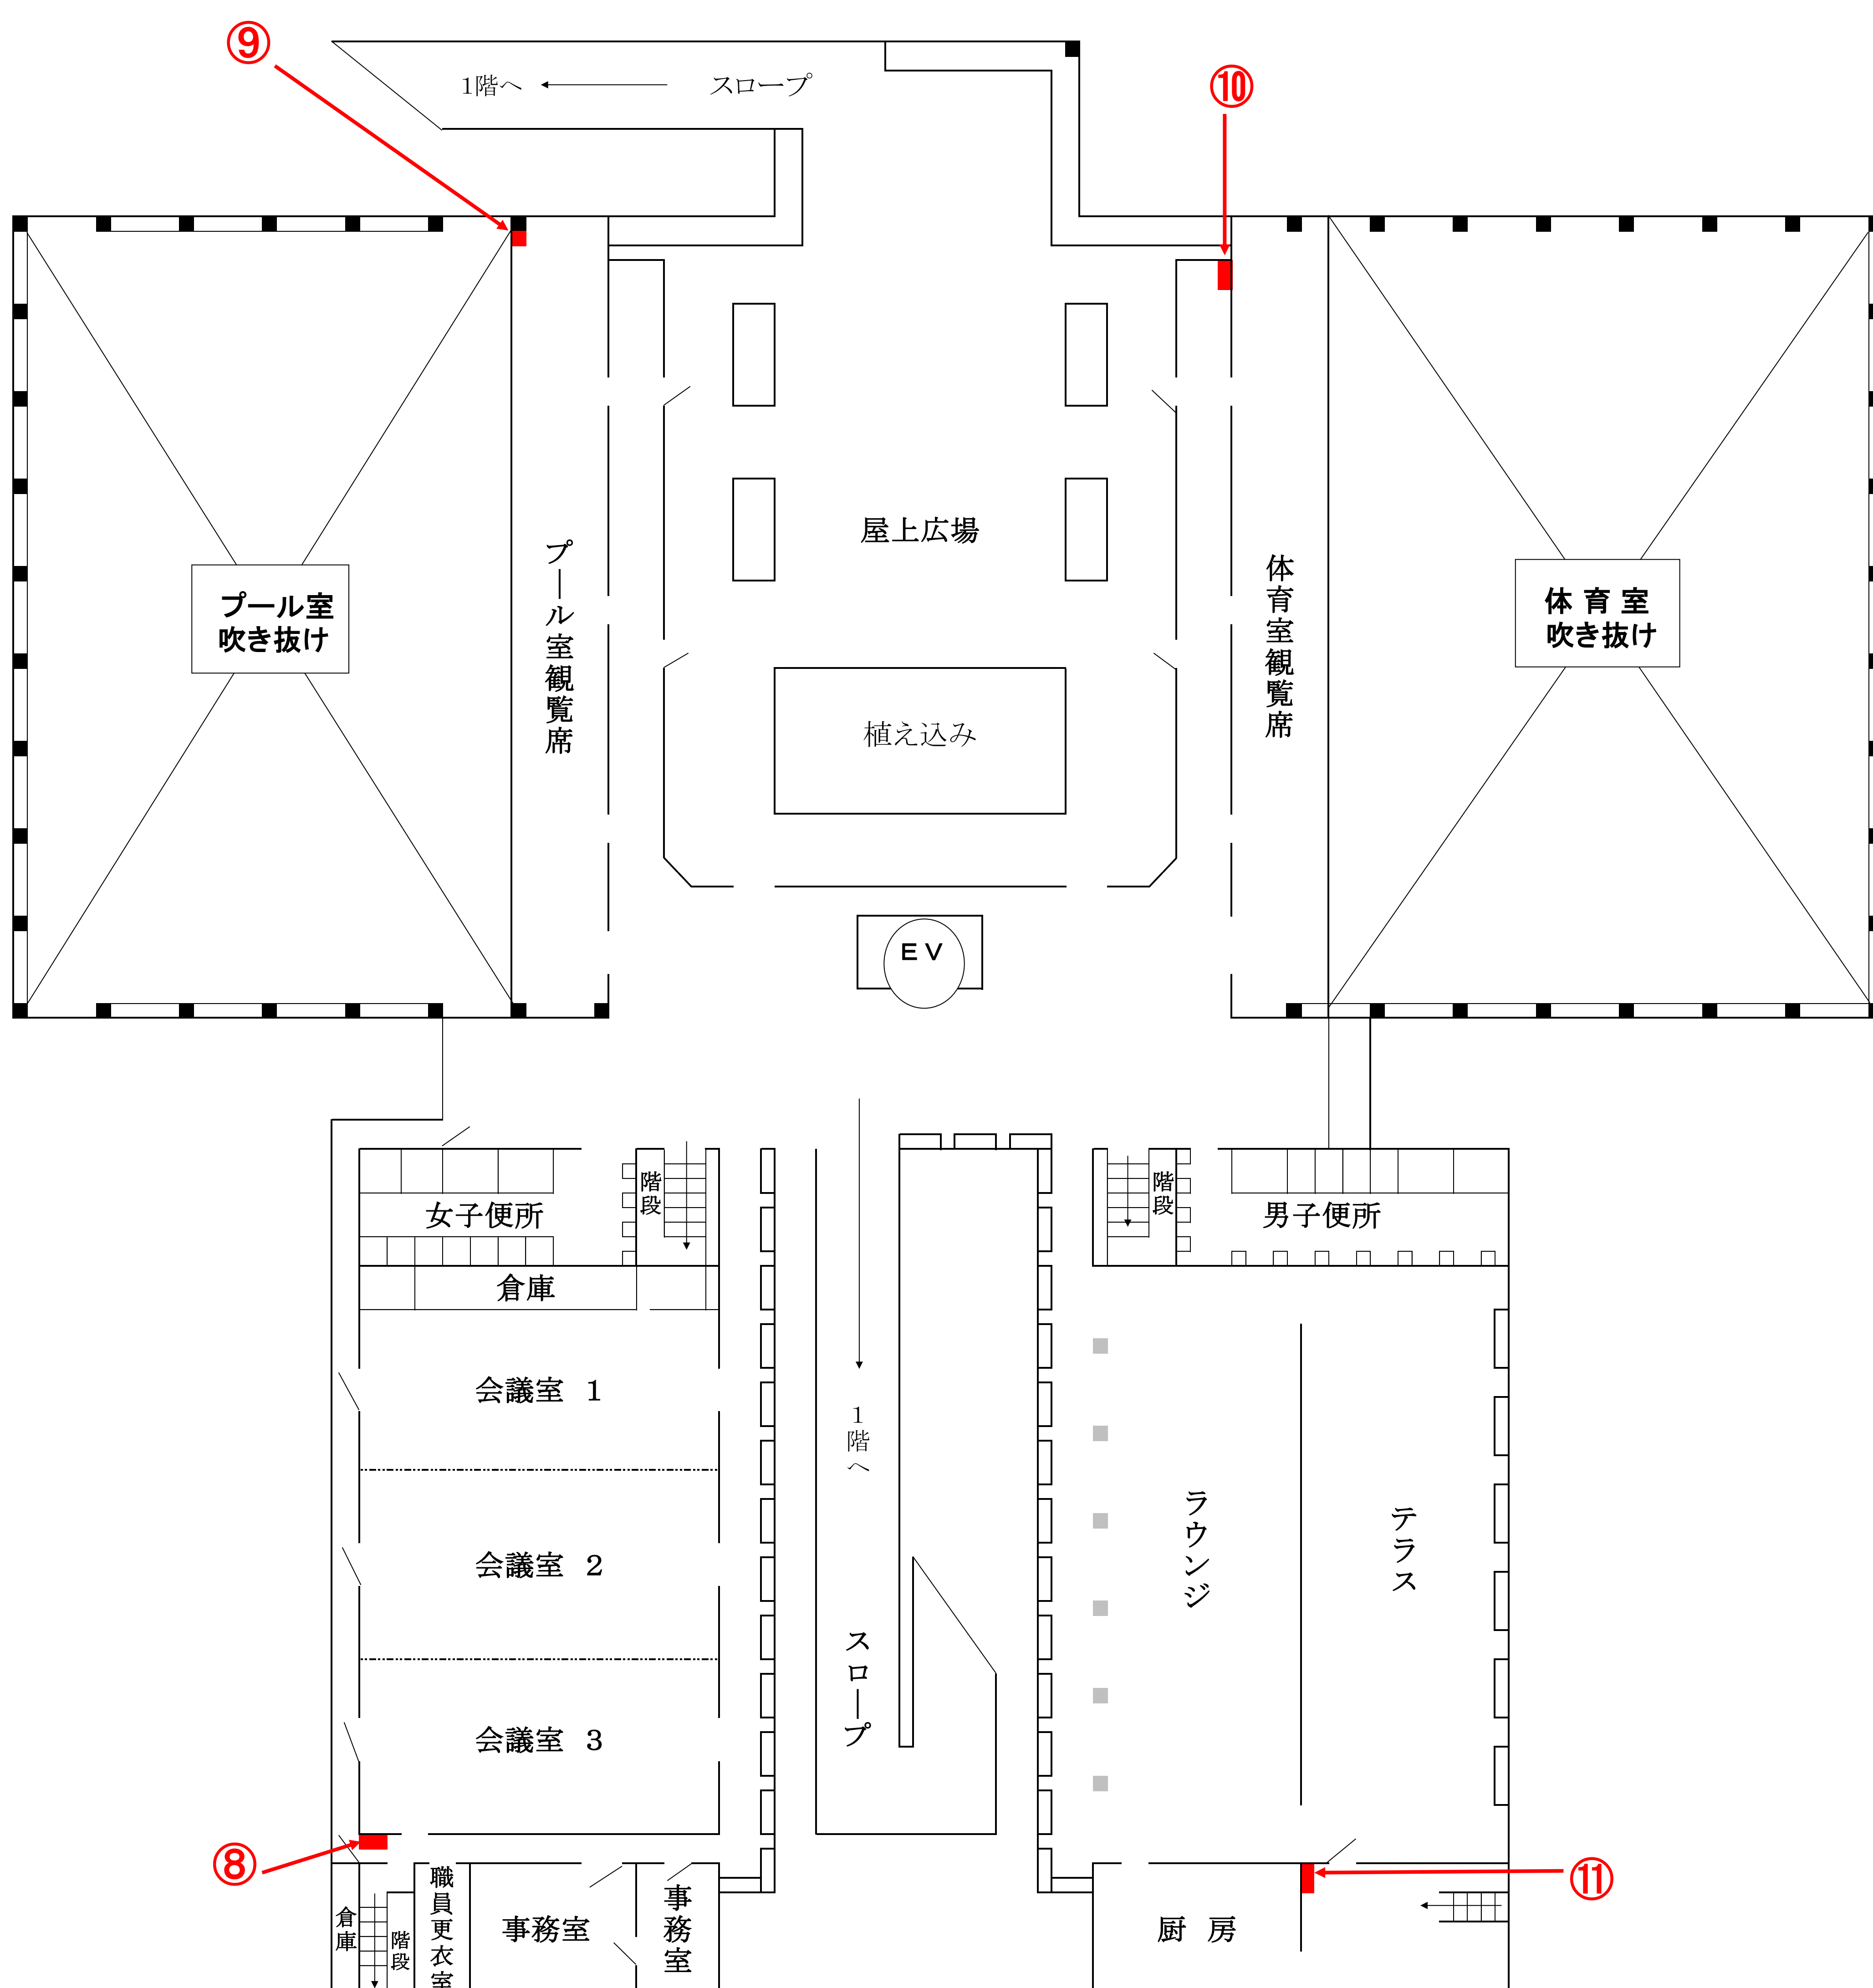 ⑨
1階へ
スロープ
⑩
屋上広場
プール室観覧席
体育室観覧席
プール室
吹き抜け
体育室
吹き抜け
植え込み
ＥＶ
階段
階段
女子便所
男子便所
倉庫
会議室 1
1階へ
ラウンジ
テラス
会議室 2
スロープ
会議室 3
⑧
⑪
職員更衣室
事務室
倉庫
階段
事務室
厨房